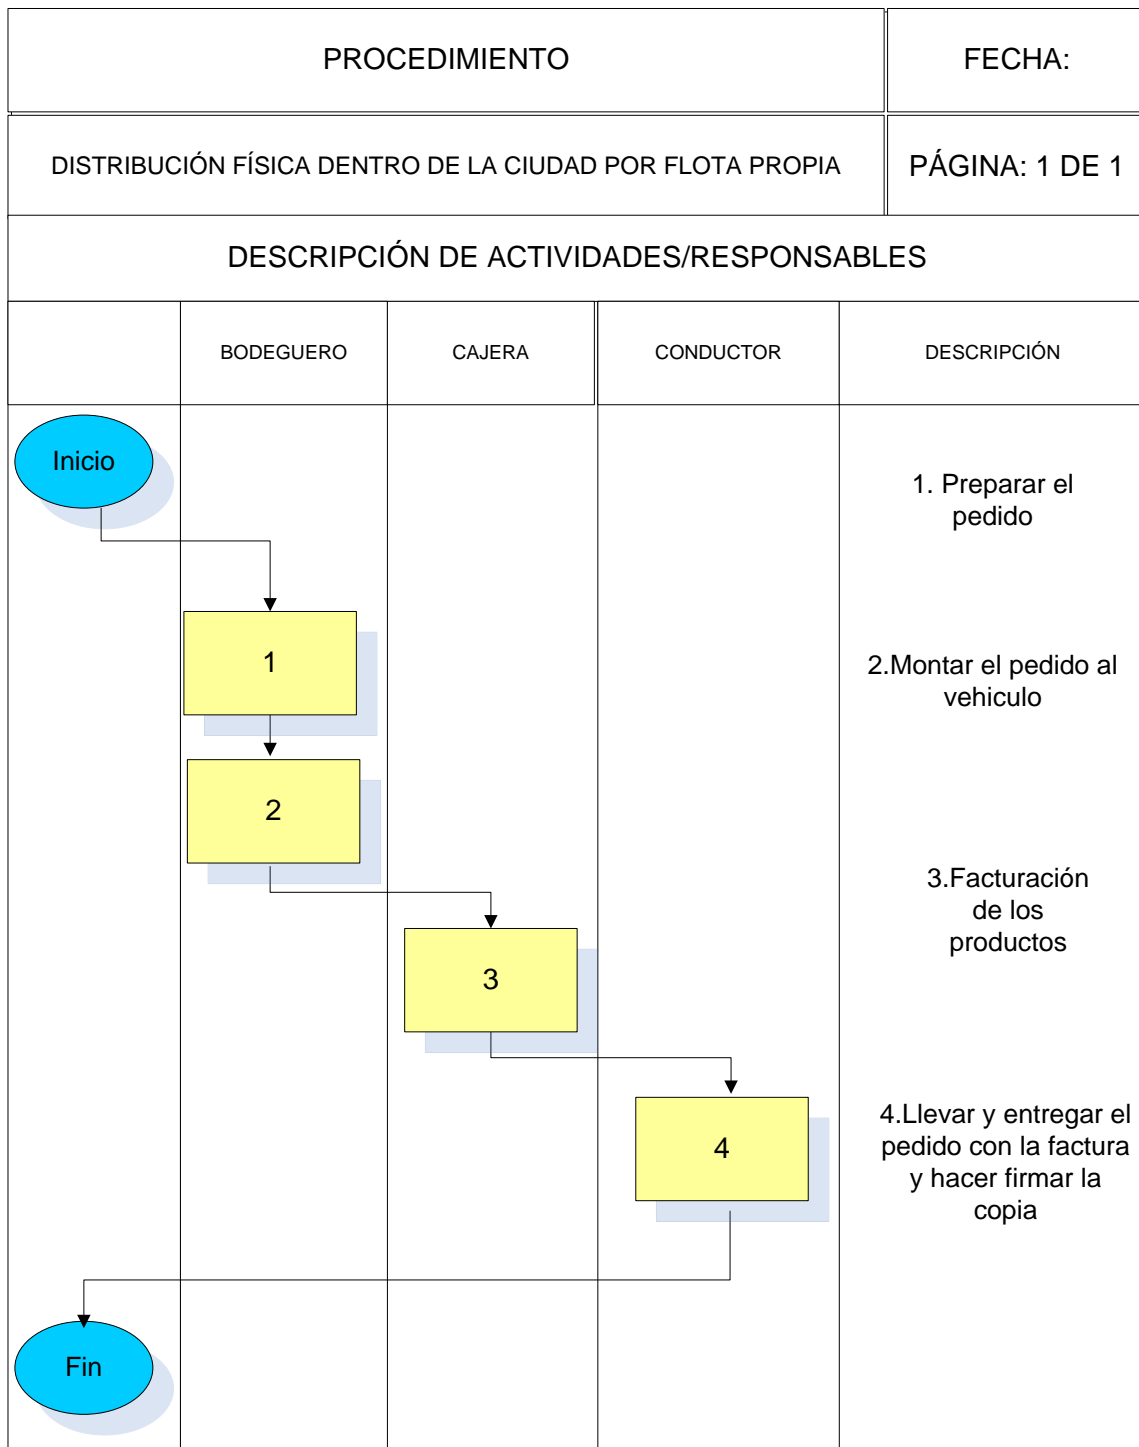 PROCEDIMIENTO
FECHA:
DISTRIBUCIÓN FÍSICA DENTRO DE LA CIUDAD POR FLOTA PROPIA
PÁGINA: 1 DE 1
DESCRIPCIÓN DE ACTIVIDADES/RESPONSABLES
BODEGUERO
CAJERA
CONDUCTOR
DESCRIPCIÓN
Inicio
1. Preparar el
pedido
1
2.Montar el pedido al
vehiculo
2
3.Facturación
de los
productos
3
4.Llevar y entregar el
pedido con la factura
y hacer firmar la
copia
4
Fin